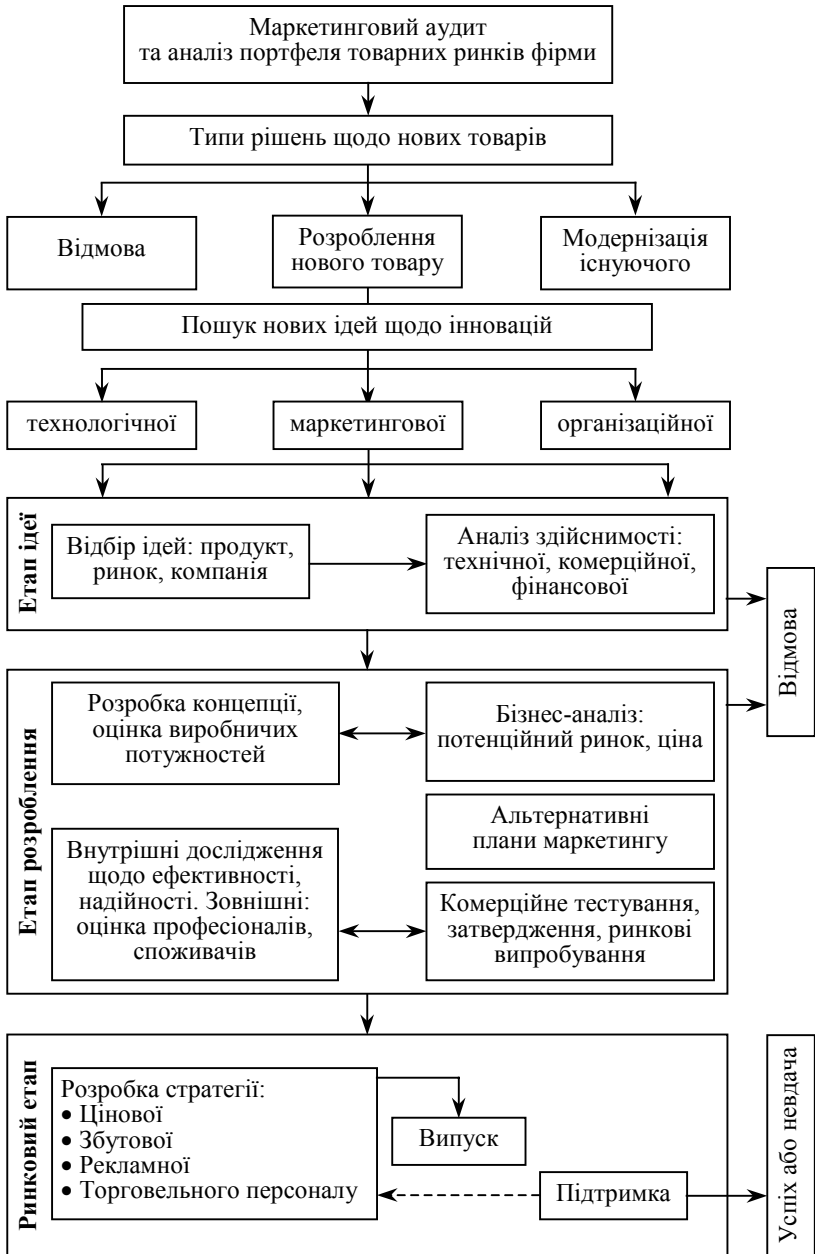 Маркетинговий аудит
та аналіз портфеля товарних ринків фірми
Типи рішень щодо нових товарів
Відмова
Розроблення
нового товару
Модернізація
існуючого
Пошук нових ідей щодо інновацій
технологічної
маркетингової
організаційної
Етап ідеї
Відбір ідей: продукт,
ринок, компанія
Аналіз здійснимості:
технічної, комерційної,
фінансової
Відмова
Етап розроблення
Розробка концепції,
оцінка виробничих
потужностей
Бізнес-аналіз:
потенційний ринок, ціна
Альтернативні
плани маркетингу
Внутрішні дослідження
щодо ефективності,
надійності. Зовнішні:
оцінка професіоналів,
споживачів
Комерційне тестування,
затвердження, ринкові
випробування
Ринковий етап
Розробка стратегії:
• Цінової
• Збутової
• Рекламної
• Торговельного персоналу
Випуск
Підтримка
Успіх або невдача